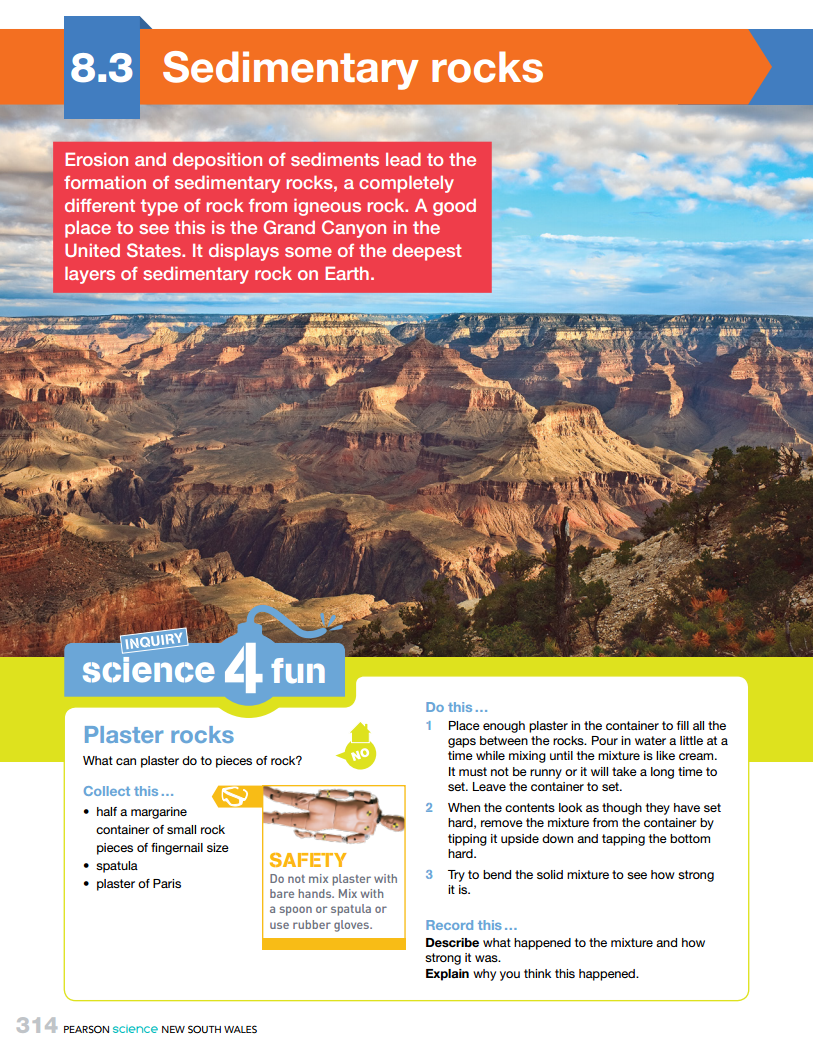 8.3 Sedimentary rocks
Erosion and deposition of sediments lead to the
formation of sedimentary rocks, a completely
different type of rock from igneous rock. A good
place to see this is the Grand Canyon in the
United States. It displays some of the deepest
layers of sedimentary rock on Earth.
INQUIRY
science 4 fun
Plaster rocks
What can plaster do to pieces of rock?
NO
Collect this…
• half a margarine
container of small rock
pieces of fingernail size
• spatula
• plaster of Paris
SAFETY
Do not mix plaster with
bare hands. Mix with
a spoon or spatula or
use rubber gloves.
Do this…
1 Place enough plaster in the container to fill all the
gaps between the rocks. Pour in water a little at a
time while mixing until the mixture is like cream.
It must not be runny or it will take a long time to
set. Leave the container to set.
2 When the contents look as though they have set
hard, remove the mixture from the container by
tipping it upside down and tapping the bottom
hard.
3 Try to bend the solid mixture to see how strong
it is.
Record this…
Describe what happened to the mixture and how
strong it was.
Explain why you think this happened.
314 PEARSON science NEW SOUTH WALES